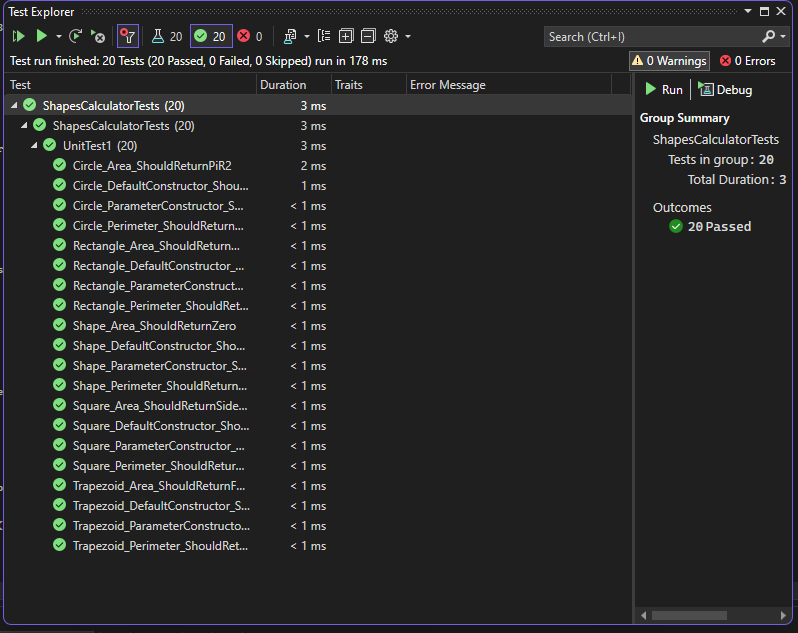 Test Explorer
20 20 0
Search (Ctrl+I)
Test run finished: 20 Tests (20 Passed, 0 Failed, 0 Skipped) run in 178 ms
0 Warnings 0 Errors
Test Duration Traits Error Message
ShapesCalculatorTests (20) 3 ms
ShapesCalculatorTests (20) 3 ms
UnitTest1 (20) 3 ms
Circle_Area_ShouldReturnPiR2 2 ms
Circle_DefaultConstructor_Shou... 1 ms
Circle_ParameterConstructor_S... < 1 ms
Circle_Perimeter_ShouldReturn... < 1 ms
Rectangle_Area_ShouldReturn... < 1 ms
Rectangle_DefaultConstructor_... < 1 ms
Rectangle_ParameterConstruct... < 1 ms
Rectangle_Perimeter_ShouldRet... < 1 ms
Shape_Area_ShouldReturnZero < 1 ms
Shape_DefaultConstructor_Sho... < 1 ms
Shape_ParameterConstructor_S... < 1 ms
Shape_Perimeter_ShouldReturn... < 1 ms
Square_Area_ShouldReturnSide... < 1 ms
Square_DefaultConstructor_Sho... < 1 ms
Square_ParameterConstructor_... < 1 ms
Square_Perimeter_ShouldRetur... < 1 ms
Trapezoid_Area_ShouldReturnF... < 1 ms
Trapezoid_DefaultConstructor_S... < 1 ms
Trapezoid_ParameterConstructo... < 1 ms
Trapezoid_Perimeter_ShouldRet... < 1 ms
Run Debug
Group Summary
ShapesCalculatorTests
Tests in group: 20
Total Duration: 3
Outcomes
20 Passed